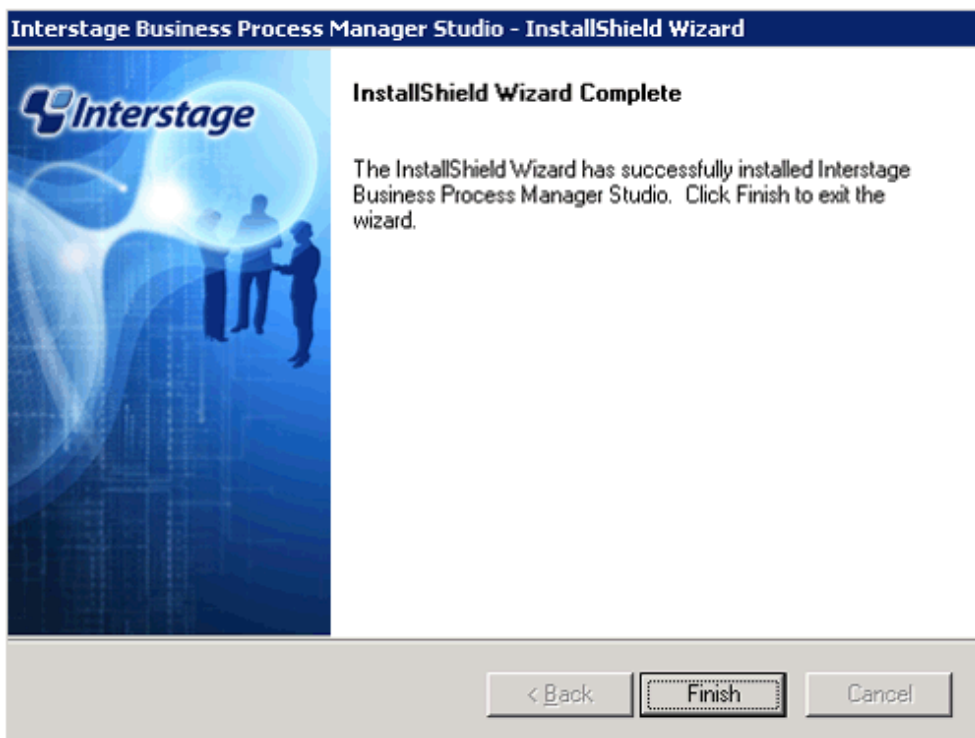 Interstage Business Process Manager Studio - InstallShield Wizard
Interstage
InstallShield Wizard Complete
The InstallShield Wizard has successfully installed Interstage
Business Process Manager Studio. Click Finish to exit the
wizard.
< Back
Finish
Cancel